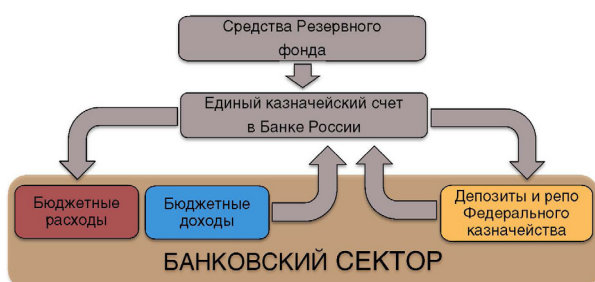 Средства Резервного
фонда
Единый казначейский счет
в Банке России
Бюджетные
расходы
Бюджетные
доходы
Депозиты и репо
Федерального
казначейства
БАНКОВСКИЙ СЕКТОР